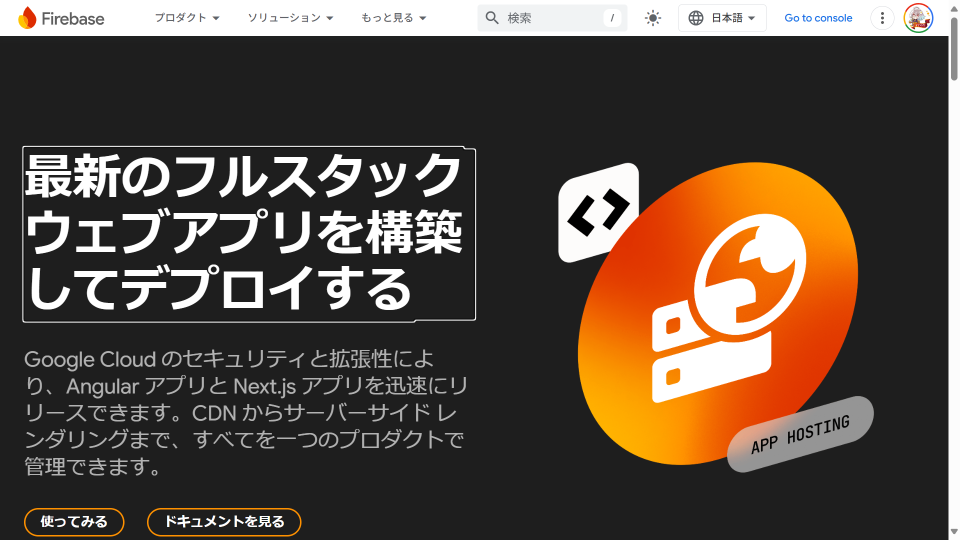 Firebase
プロダクト
ソリューション
もっと見る
検索
/
日本語
Go to console
最新のフルスタック
ウェブアプリを構築
してデプロイする
Google Cloud のセキュリティと拡張性によ
り、Angular アプリと Next.js アプリを迅速にリ
リースできます。CDN からサーバーサイド レ
ンダリングまで、すべてを一つのプロダクトで
管理できます。
使ってみる
ドキュメントを見る
APP HOSTING